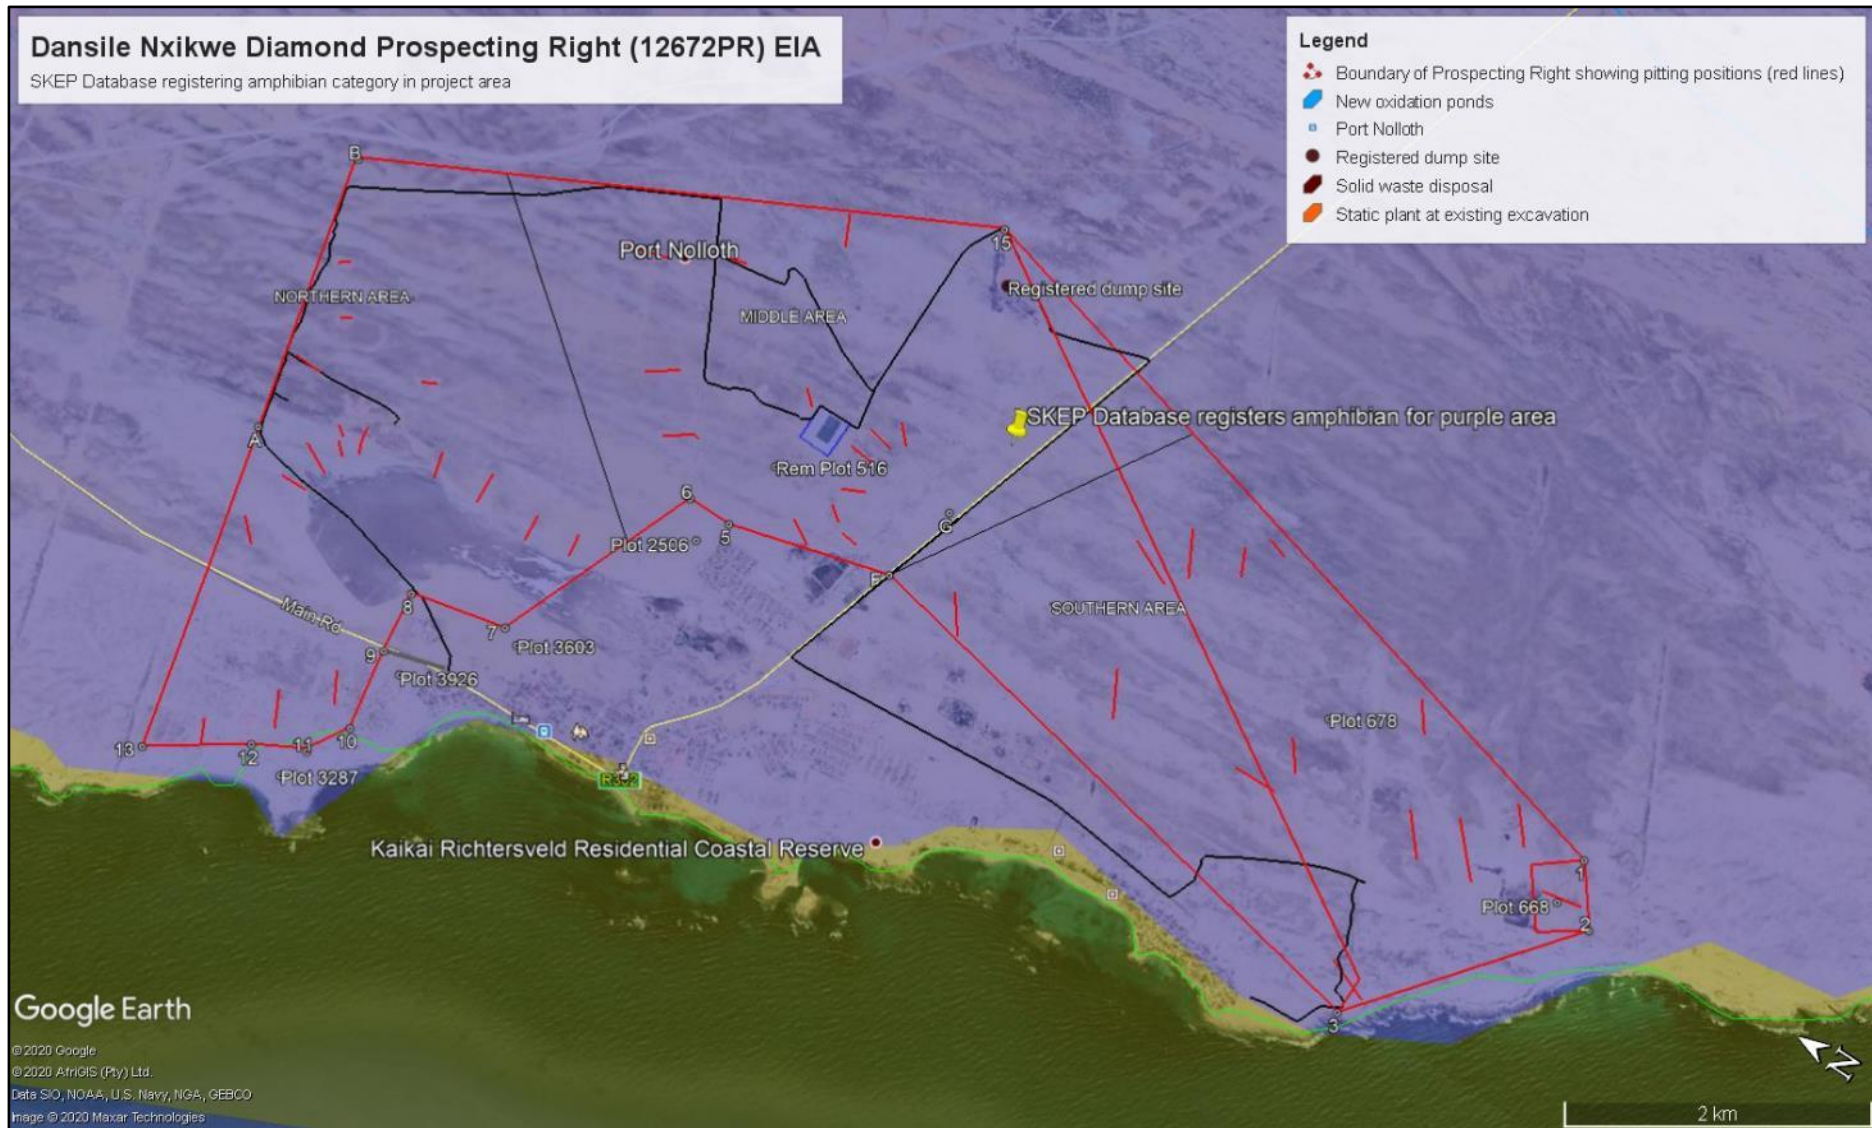 Dansile Nxikwe Diamond Prospecting Right (12672PR) EIA
SKEP Database registering amphibian category in project area
Legend
Boundary of Prospecting Right showing pitting positions (red lines)
New oxidation ponds
Port Nolloth
Registered dump site
Solid waste disposal
Static plant at existing excavation
B
15
Port Nolloth
Registered dump site
NORTHERN AREA
MIDDLE AREA
SKEP Database registers amphibian for purple area
A
Rem Plot 516
6
G
5
Plot 2506
F
8
SOUTHERN AREA
Main Rd
7
Plot 3603
9
Plot 3926
Plot 678
10
13
12
11
Plot 3287
R382
Kaikai Richtersveld Residential Coastal Reserve
1
Plot 668
2
3
Google Earth
© 2020 Google
© 2020 AfriGIS (Pty) Ltd.
Data SIO, NOAA, U.S. Navy, NGA, GEBCO
Image © 2020 Maxar Technologies
N
2 km